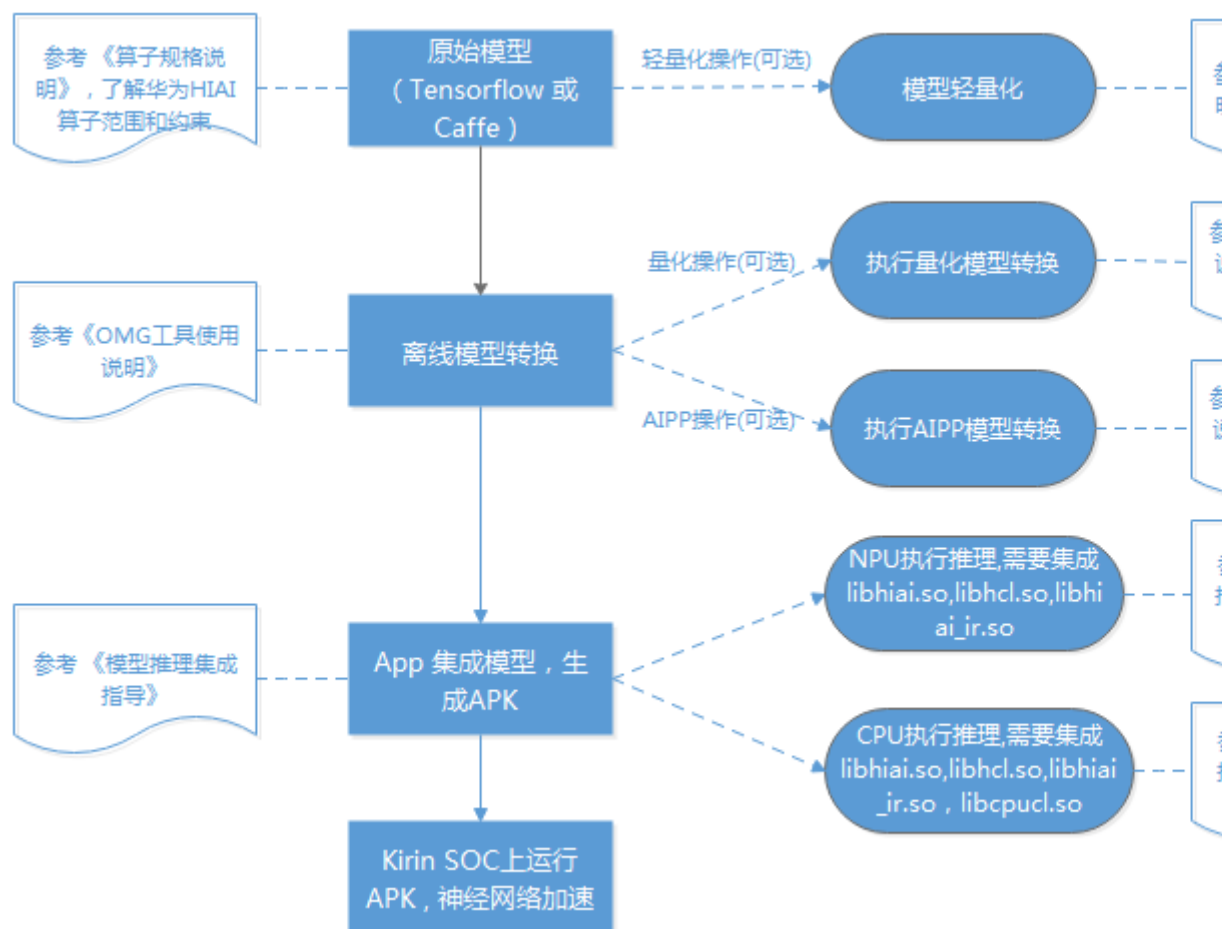 参考 《算子规格说
明》，了解华为HIAI
算子范围和约束
原始模型
（Tensorflow 或
Caffe）
轻量化操作(可选)
模型轻量化
参考《OMG工具使用
说明》
离线模型转换
量化操作(可选)
执行量化模型转换
AIPP操作(可选)
执行AIPP模型转换
参考 《模型推理集成
指导》
App 集成模型，生
成APK
NPU执行推理,需要集成
libhiai.so,libhcl.so,libhi
ai_ir.so
CPU执行推理,需要集成
libhiai.so,libhcl.so,libhiai
_ir.so，libcpucl.so
Kirin SOC上运行
APK，神经网络加速